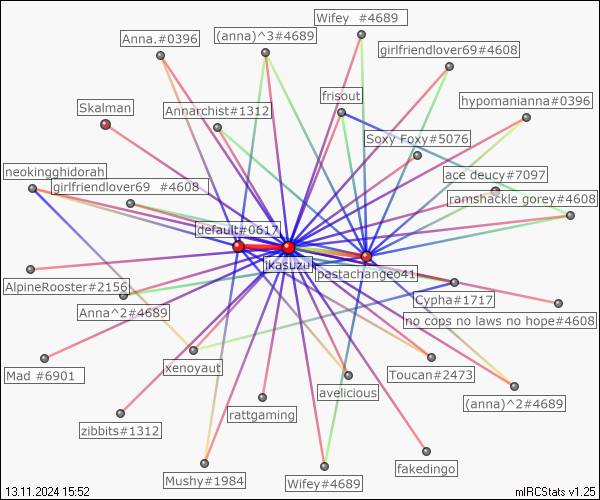 Wifey  #4689
Anna.#0396
(anna)^3#4689
girlfriendlover69#4608
frisout
Skalman
Annarchist#1312
hypomanianna#0396
Soxy Foxy#5076
neokingghidorah
ace deucy#7097
girlfriendlover69  #4608
ramshackle gorey#4608
default#0617
ikasuzu
pastachangeo41
AlpineRooster#2156
Anna^2#4689
Cypha#1717
no cops no laws no hope#4608
xenoyaut
Mad #6901
Toucan#2473
avelicious
(anna)^2#4689
rattgaming
zibbits#1312
Mushy#1984
Wifey#4689
fakedingo
13.11.2024 15:52
mIRCStats v1.25